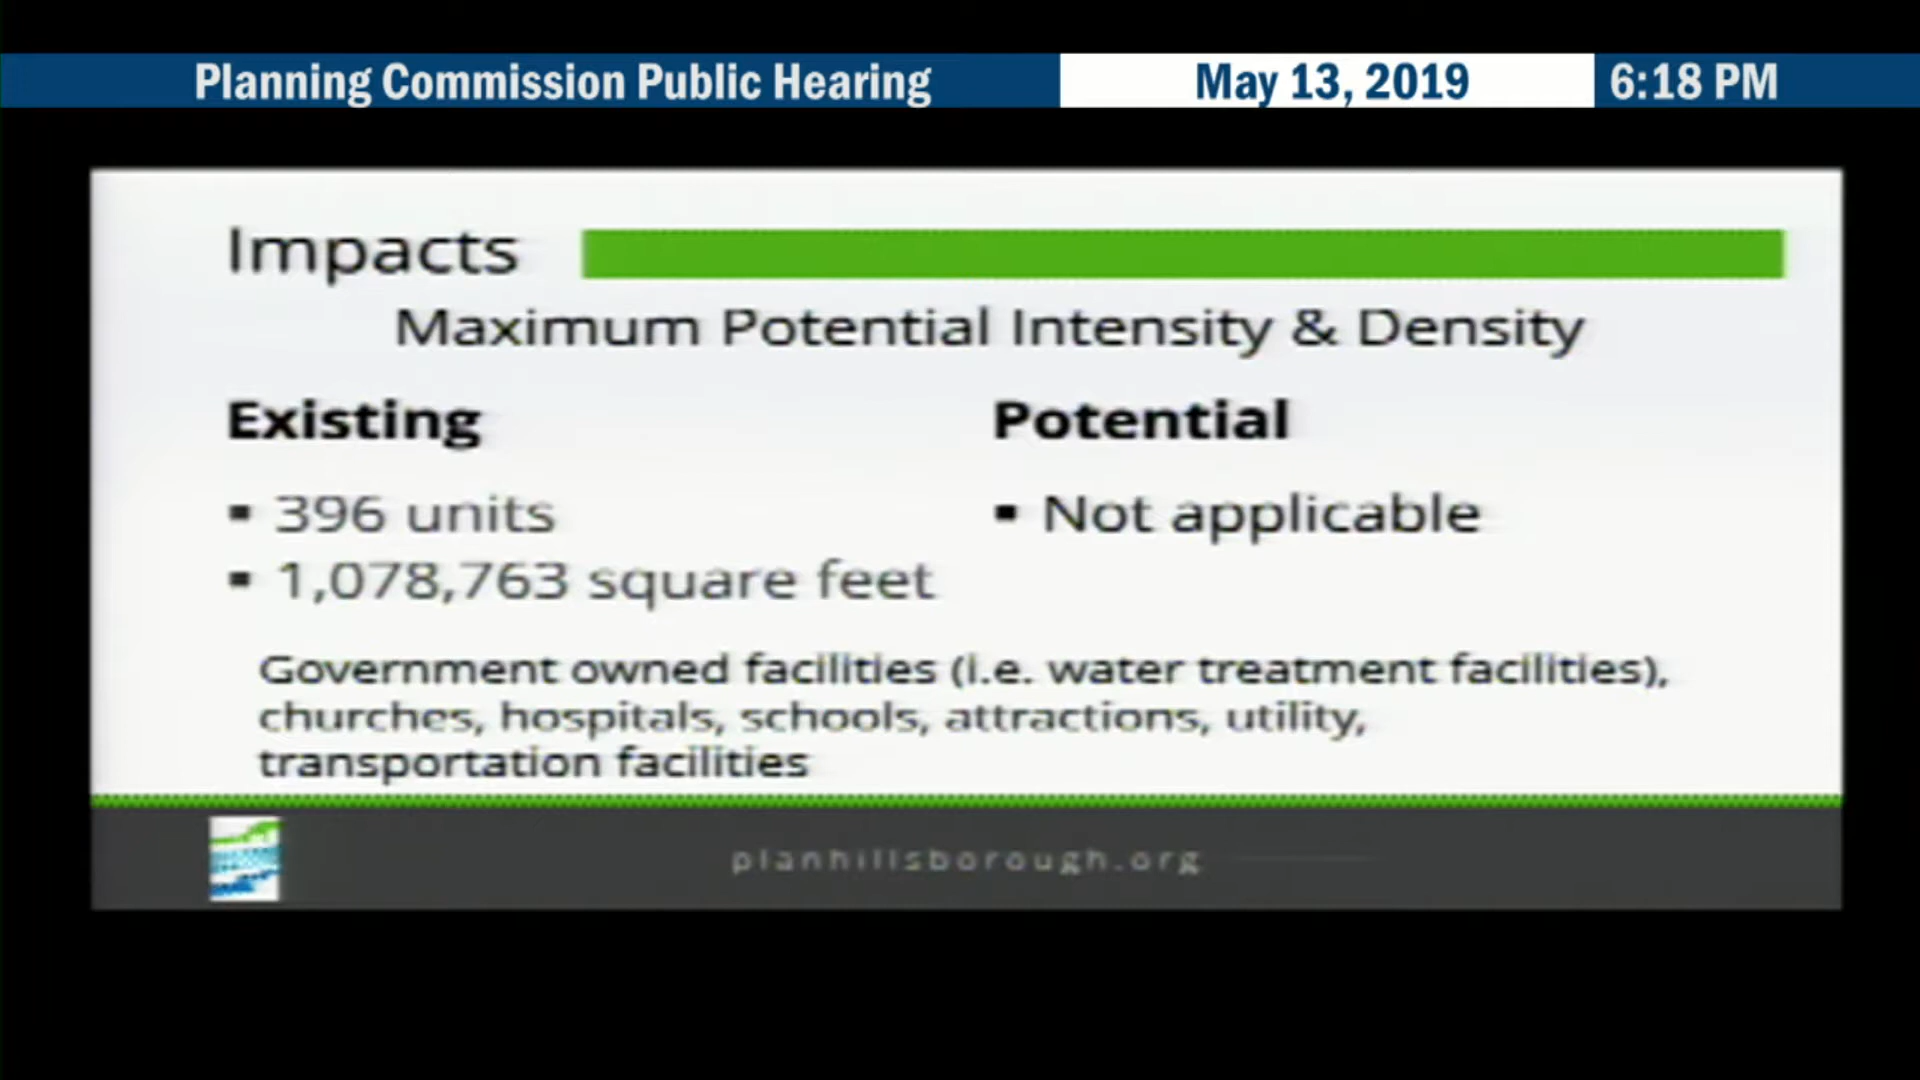 Planning Commission Public Hearing
May 13, 2019
6:18 PM
Impacts
Maximum Potential Intensity & Density
Existing
▪ 396 units
▪ 1,078,763 square feet
Potential
▪ Not applicable
Government owned facilities (i.e. water treatment facilities),
churches, hospitals, schools, attractions, utility,
transportation facilities
planhillsborough.org